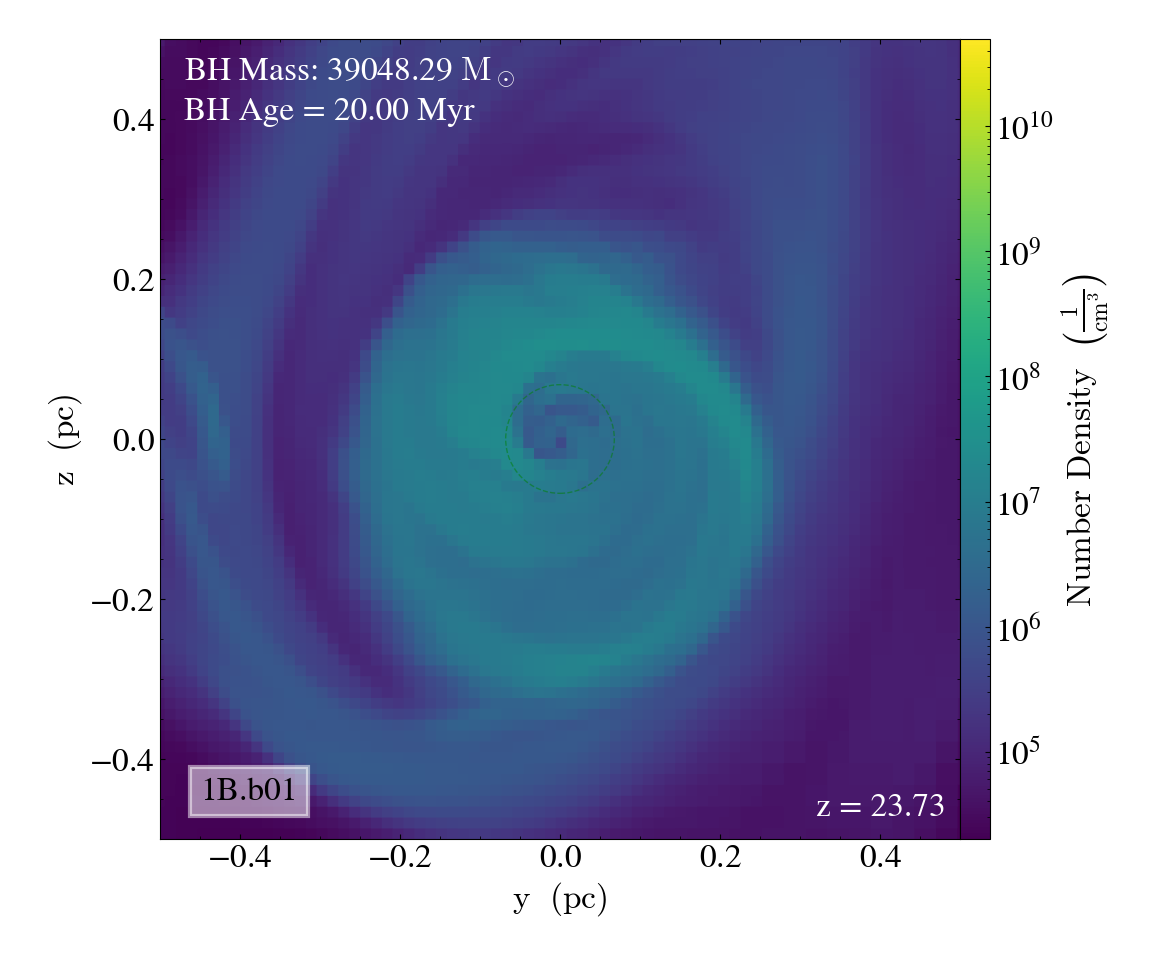 BH Mass: 39048.29 M⊙
BH Age = 20.00 Myr
0.4
0.2
0.0
−0.2
−0.4
z (pc)
1B.b01
z = 23.73
−0.4 −0.2 0.0 0.2 0.4
y (pc)
10¹⁰
10⁹
10⁸
10⁷
10⁶
10⁵
Number Density (1/cm³)